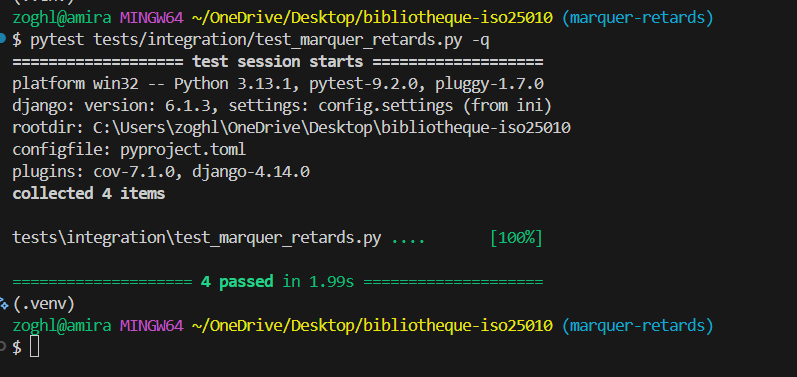 (.venv)
zoghl@amira MINGW64 ~/OneDrive/Desktop/bibliotheque-iso25010 (marquer-retards)
$ pytest tests/integration/test_marquer_retards.py -q
=================== test session starts ===================
platform win32 -- Python 3.13.1, pytest-9.2.0, pluggy-1.7.0
django: version: 6.1.3, settings: config.settings (from ini)
rootdir: C:\Users\zoghl\OneDrive\Desktop\bibliotheque-iso25010
configfile: pyproject.toml
plugins: cov-7.1.0, django-4.14.0
collected 4 items
tests\integration\test_marquer_retards.py .... [100%]
==================== 4 passed in 1.99s ====================
(.venv)
zoghl@amira MINGW64 ~/OneDrive/Desktop/bibliotheque-iso25010 (marquer-retards)
$